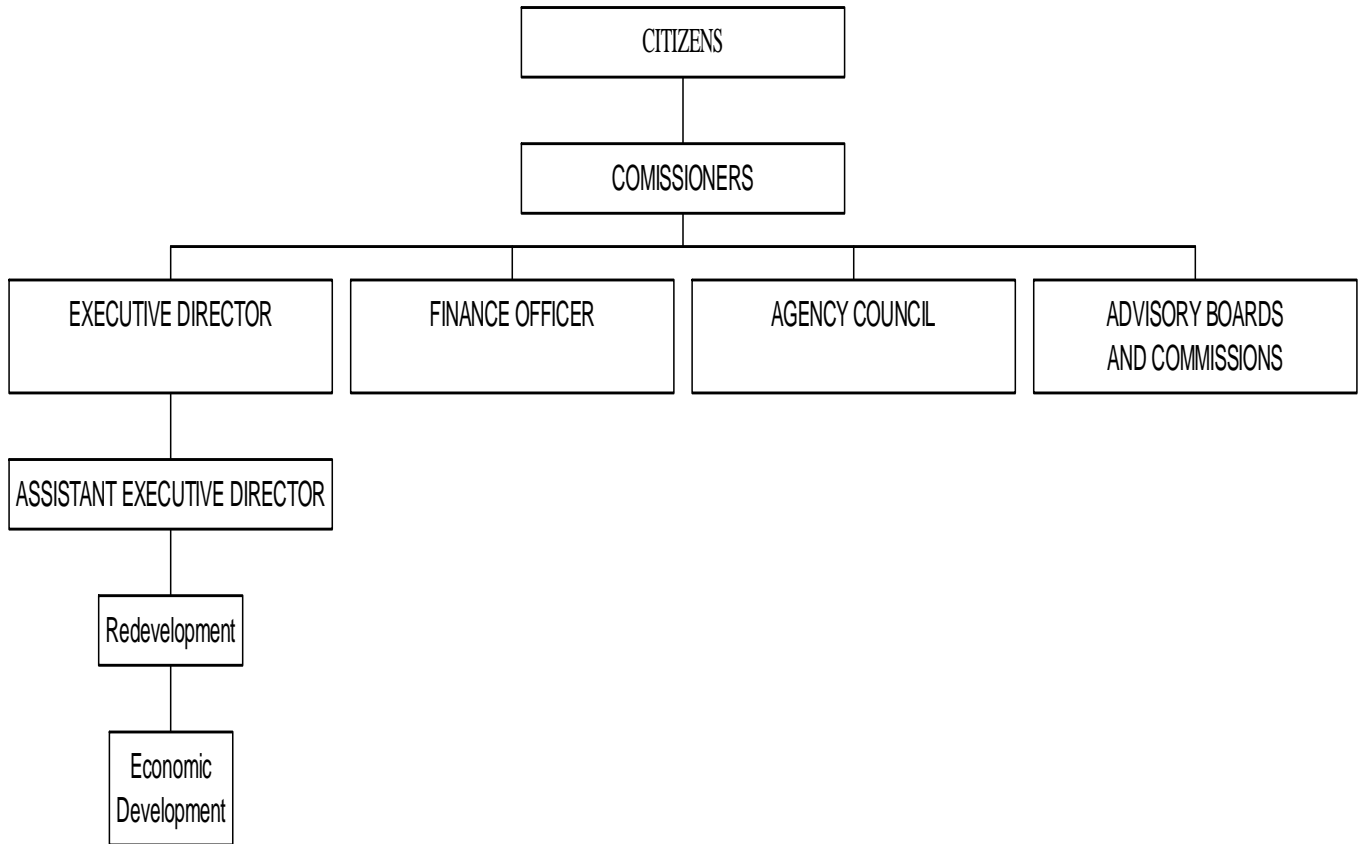 CITIZENS
COMISSIONERS
EXECUTIVE DIRECTOR
FINANCE OFFICER
AGENCY COUNCIL
ADVISORY BOARDS
AND COMMISSIONS
ASSISTANT EXECUTIVE DIRECTOR
Redevelopment
Economic
Development